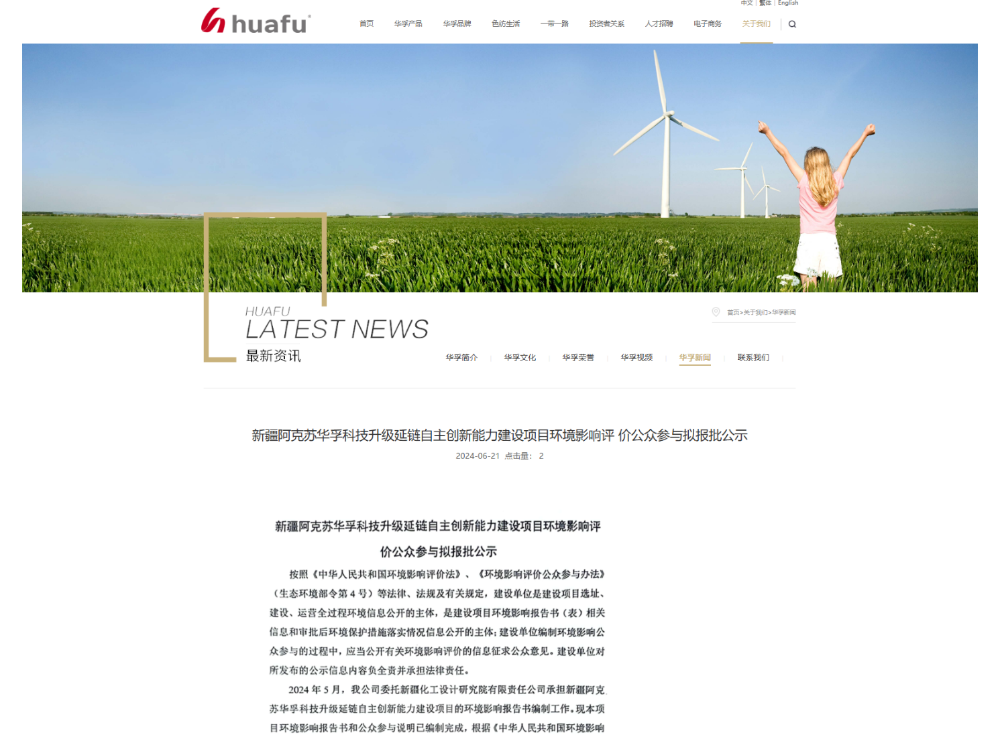 中文 | 繁体 | English
huafu®
首页 华孚产品 华孚品牌 色纺生活 一带一路 投资者关系 人才招聘 电子商务 关于我们
HUAFU
LATEST NEWS
最新资讯
首页>关于我们>华孚新闻
华孚简介 | 华孚文化 | 华孚荣誉 | 华孚视频 | 华孚新闻 | 联系我们 |
新疆阿克苏华孚科技升级延链自主创新能力建设项目环境影响评 价公众参与拟报批公示
2024-06-21 点击量： 2
新疆阿克苏华孚科技升级延链自主创新能力建设项目环境影响评
价公众参与拟报批公示
按照《中华人民共和国环境影响评价法》、《环境影响评价公众参与办法》
（生态环境部令第 4 号）等法律、法规及有关规定，建设单位是建设项目选址、
建设、运营全过程环境信息公开的主体，是建设项目环境影响报告书（表）相关
信息和审批后环境保护措施落实情况信息公开的主体；建设单位编制环境影响公
众参与的过程中，应当公开有关环境影响评价的信息征求公众意见。建设单位对
所发布的公示信息内容负全责并承担法律责任。
2024 年 5 月，我公司委托新疆化工设计研究院有限责任公司承担新疆阿克
苏华孚科技升级延链自主创新能力建设项目的环境影响报告书编制工作。现本项
目环境影响报告书和公众参与说明已编制完成，根据《中华人民共和国环境影响